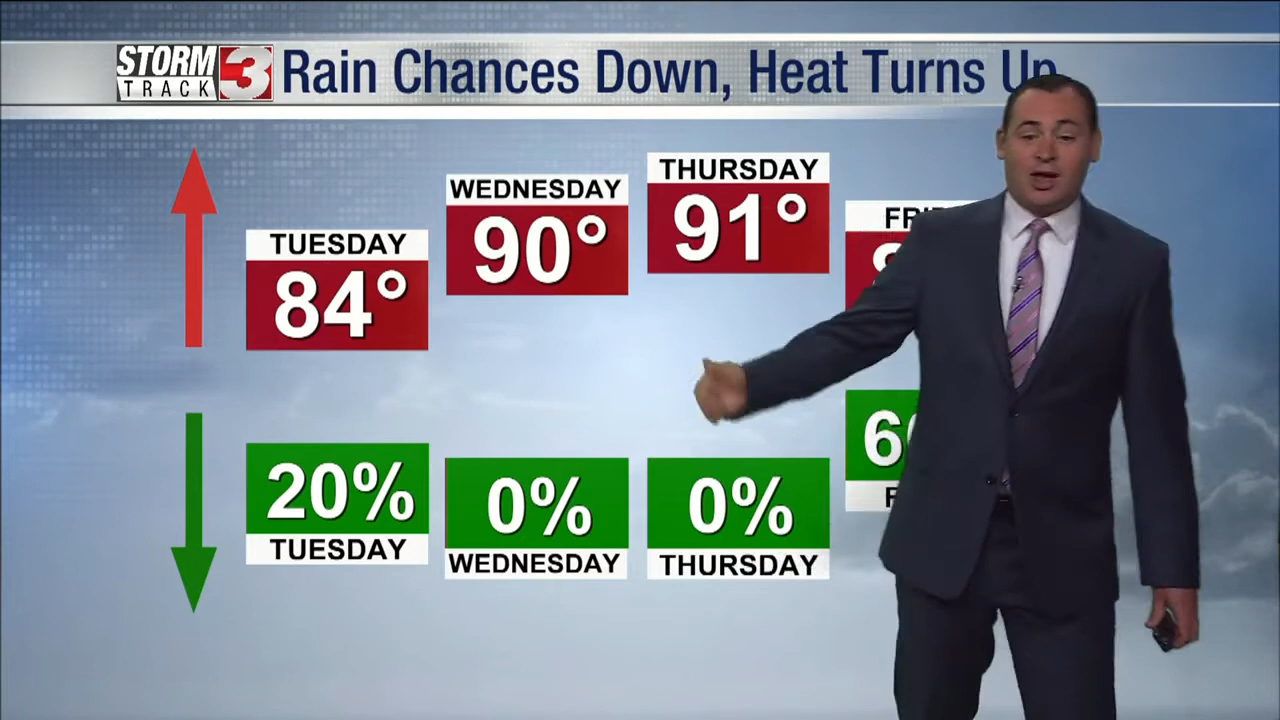 STORM
TRACK
3
Rain Chances Down, Heat Turns Up
TUESDAY
84°
WEDNESDAY
90°
THURSDAY
91°
20%
TUESDAY
0%
WEDNESDAY
0%
THURSDAY